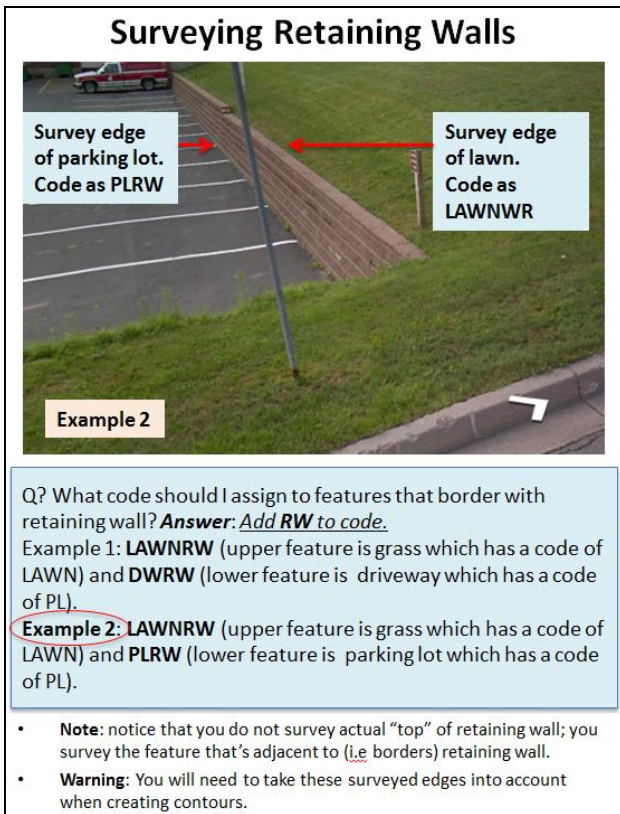 Surveying Retaining Walls
Survey edge
of parking lot.
Code as PLRW
Survey edge
of lawn.
Code as
LAWNWR
Example 2
Q? What code should I assign to features that border with
retaining wall? Answer: Add RW to code.
Example 1: LAWNRW (upper feature is grass which has a code of
LAWN) and DWRW (lower feature is driveway which has a code
of PL).
Example 2: LAWNRW (upper feature is grass which has a code of
LAWN) and PLRW (lower feature is parking lot which has a code
of PL).
• Note: notice that you do not survey actual “top” of retaining wall; you
survey the feature that’s adjacent to (i.e borders) retaining wall.
• Warning: You will need to take these surveyed edges into account
when creating contours.